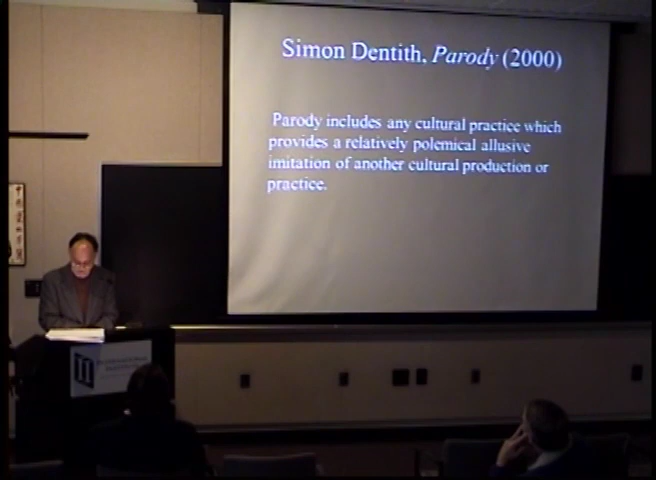 Simon Dentith, Parody (2000)
Parody includes any cultural practice which
provides a relatively polemical allusive
imitation of another cultural production or
practice.